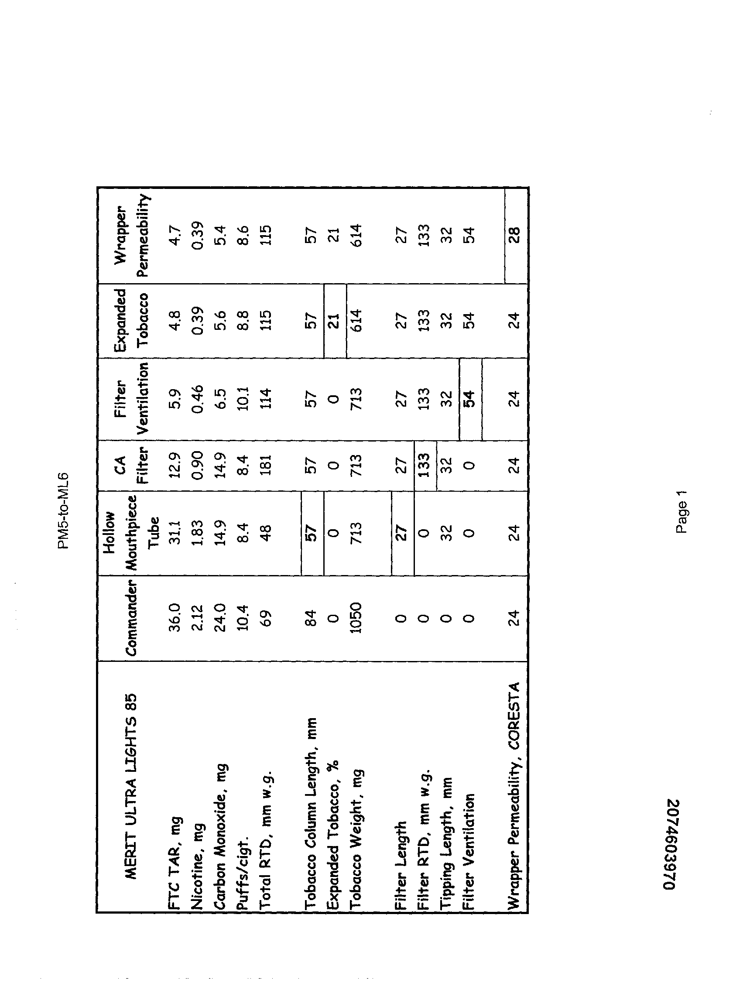 PM5-to-ML6
MERIT ULTRA LIGHTS 85 Commander Hollow Mouthpiece Tube CA Filter Filter Ventilation Expanded Tobacco Wrapper Permeability
FTC TAR, mg 36.0 31.1 12.9 5.9 4.8 4.7
Nicotine, mg 2.12 1.83 0.90 0.46 0.39 0.39
Carbon Monoxide, mg 24.0 14.9 14.9 6.5 5.6 5.4
Puffs/cigt. 10.4 8.4 8.4 10.1 8.8 8.6
Total RTD, mm w.g. 69 48 181 114 115 115
Tobacco Column Length, mm 84 57 57 57 57 57
Expanded Tobacco, % 0 0 0 0 21 21
Tobacco Weight, mg 1050 713 713 713 614 614
Filter Length 0 27 27 27 27 27
Filter RTD, mm w.g. 0 0 133 133 133 133
Tipping Length, mm 0 32 32 32 32 32
Filter Ventilation 0 0 0 54 54 54
Wrapper Permeability, CORESTA 24 24 24 24 24 28
Page 1
2074603970